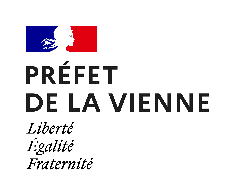 PRÉFET
DE LA VIENNE
Liberté
Égalité
Fraternité